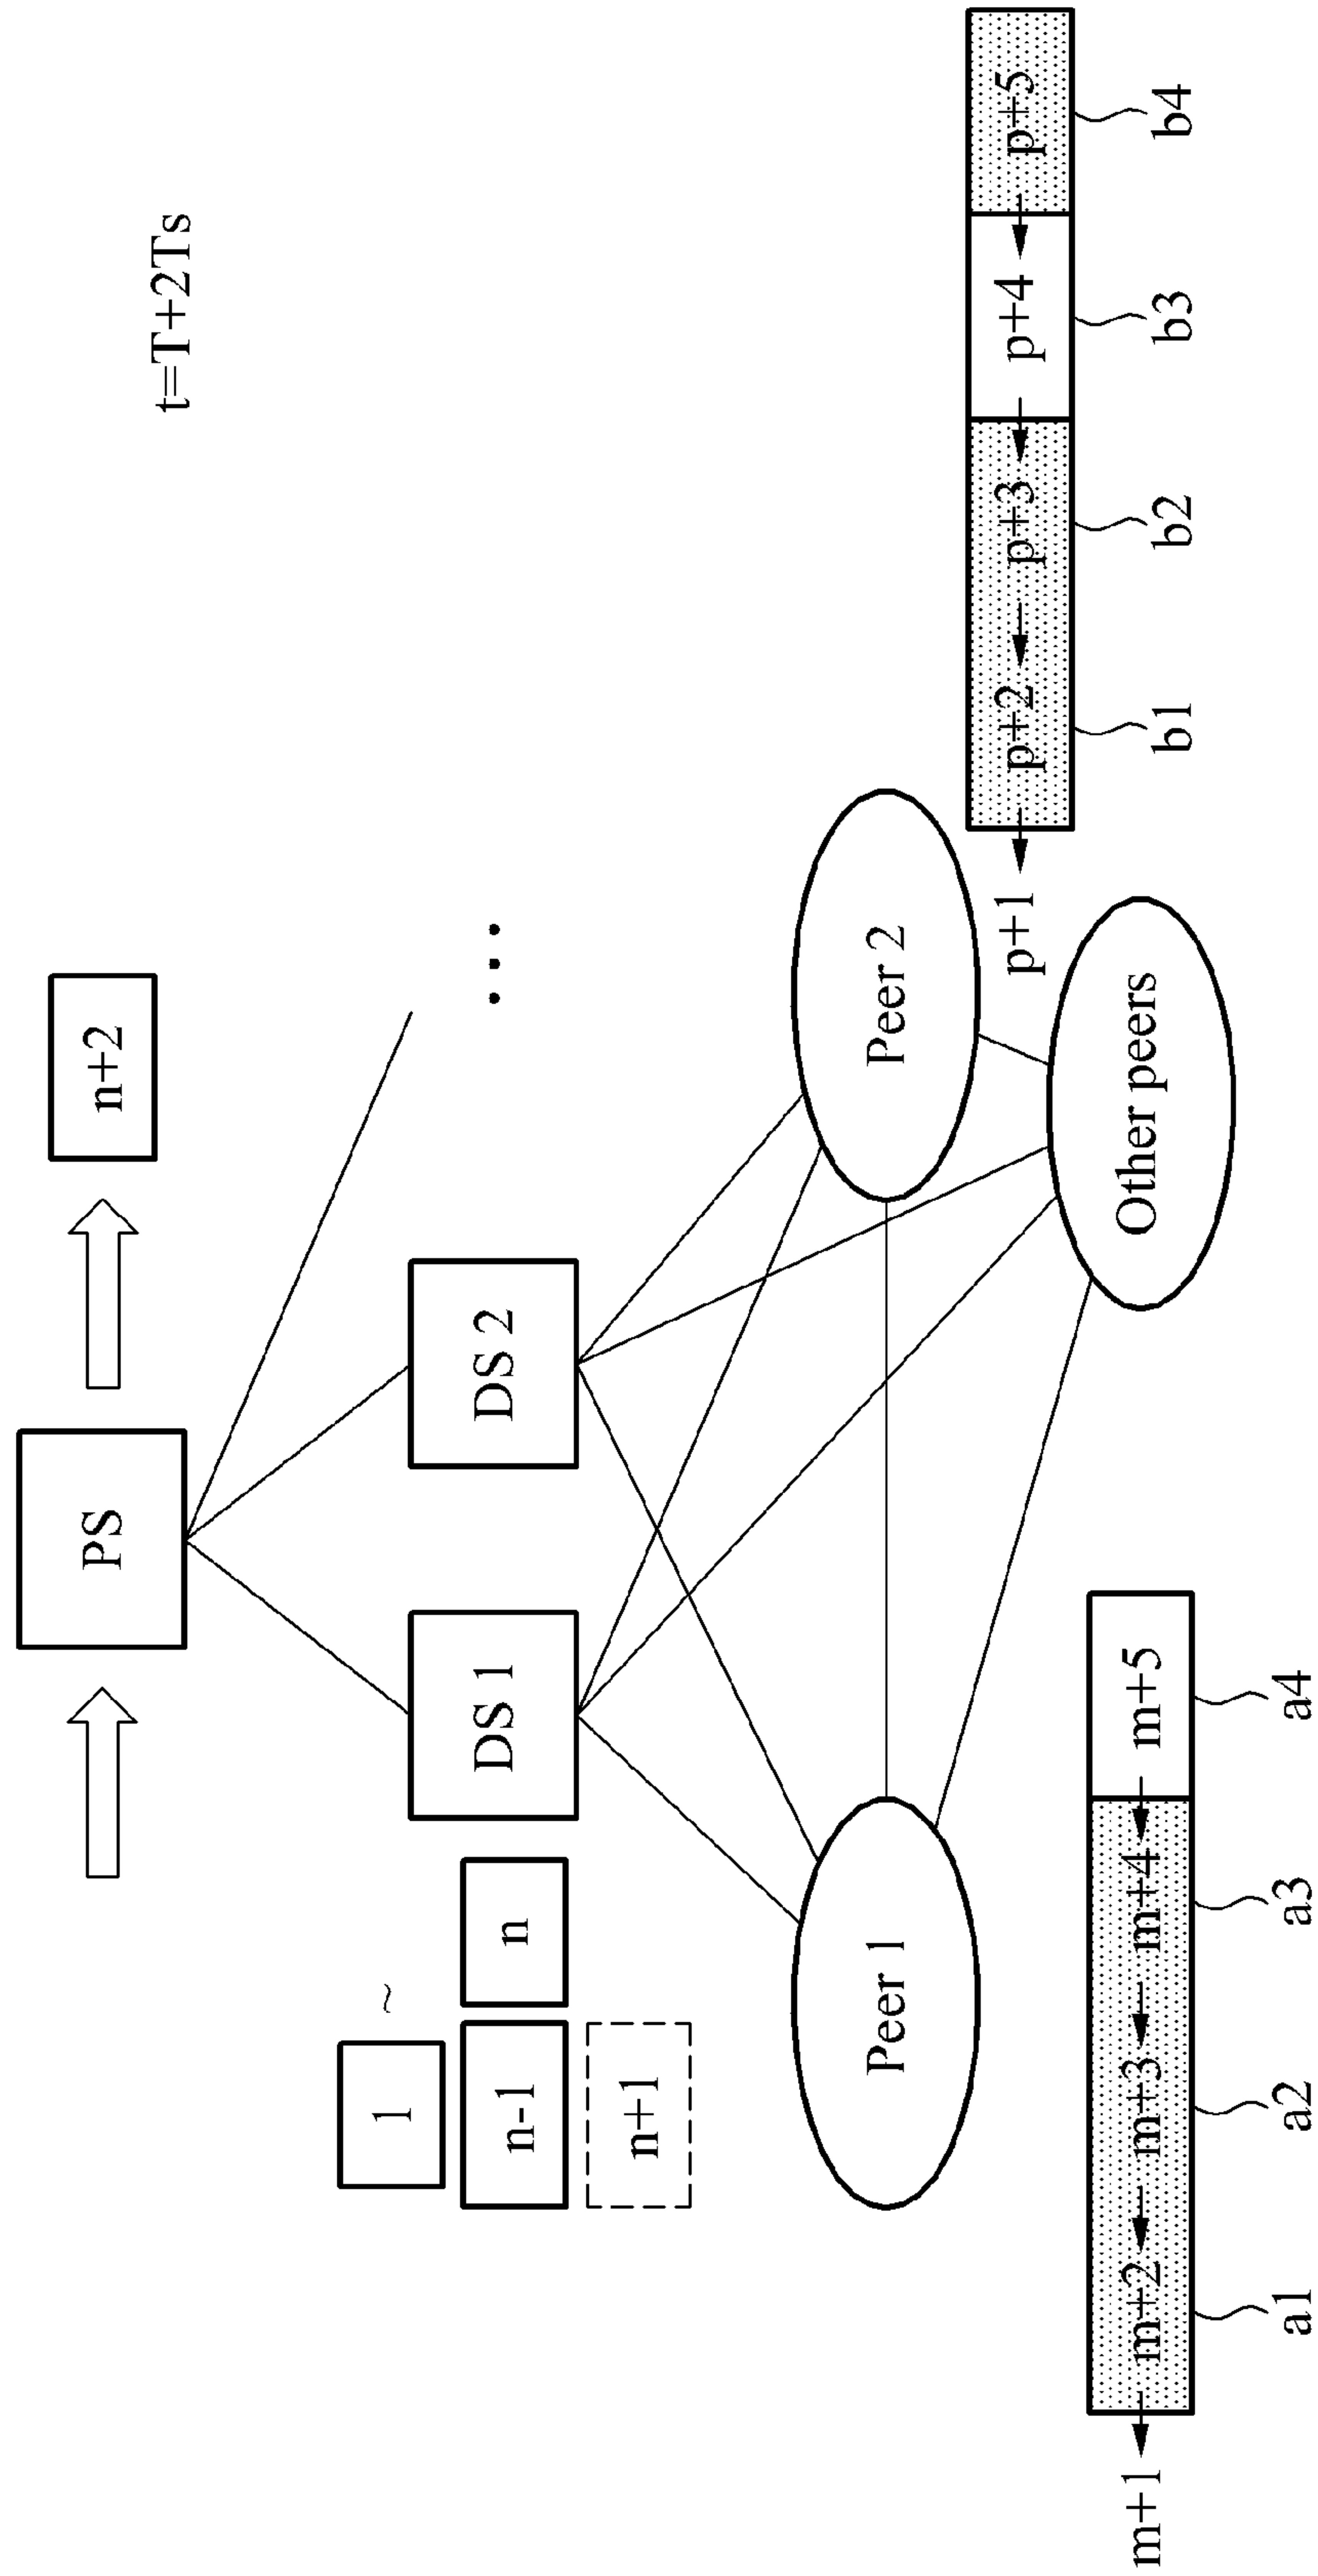 t=T+2Ts
PS
n+2
1
~
n-1
n
n+1
DS 1
DS 2
...
Peer 1
Peer 2
Other peers
p+1
p+2
p+3
p+4
p+5
b1
b2
b3
b4
m+1
m+2
m+3
m+4
m+5
a1
a2
a3
a4